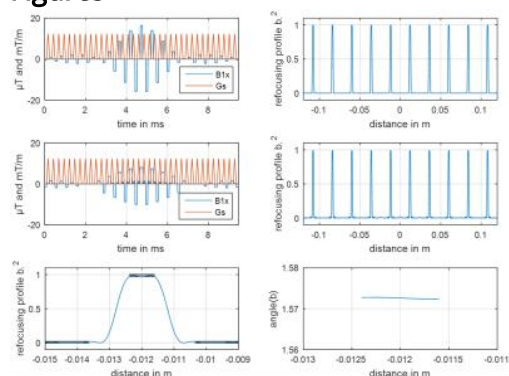 Figures
20
0
-20
µT and mT/m
B1x
Gs
0 2 4 6 8
time in ms
1
0.5
0
refocusing profile b.²
-0.1 -0.05 0 0.05 0.1
distance in m
20
0
-20
µT and mT/m
B1x
Gs
0 2 4 6 8
time in ms
1
0.5
0
refocusing profile b.²
-0.1 -0.05 0 0.05 0.1
distance in m
1
0.5
0
refocusing profile b.²
-0.015 -0.014 -0.013 -0.012 -0.011 -0.01 -0.009
distance in m
1.58
1.57
1.56
angle(b)
-0.013 -0.0125 -0.012 -0.0115 -0.011
distance in m